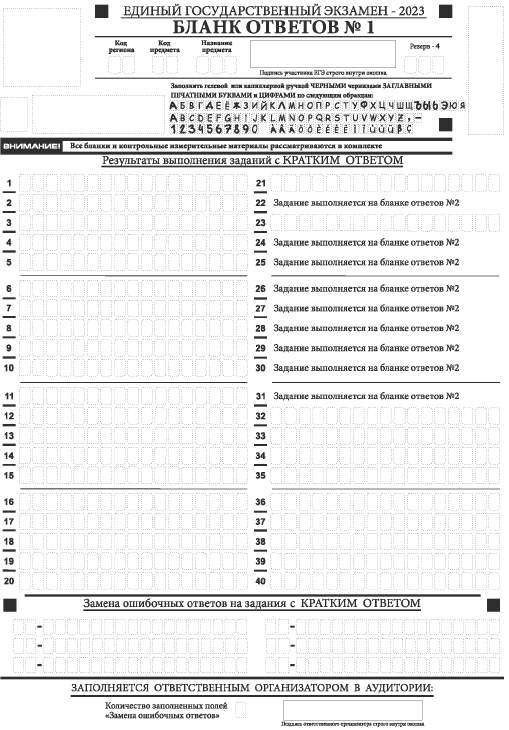 ЕДИНЫЙ ГОСУДАРСТВЕННЫЙ ЭКЗАМЕН - 2023
БЛАНК ОТВЕТОВ № 1
Код региона
Код предмета
Название предмета
Резерв - 4
Подпись участника ЕГЭ строго внутри окошка
Заполнять гелевой или капиллярной ручкой ЧЕРНЫМИ чернилами ЗАГЛАВНЫМИ
ПЕЧАТНЫМИ БУКВАМИ и ЦИФРАМИ по следующим образцам:
АБВГДЕЁЖЗИЙКЛМНОПРСТУФХЦЧШЩЪЫЬЭЮЯ
ABCDEFGHIJKLMNOPQRSTUVWXYZ,-
1234567890
ВНИМАНИЕ! Все бланки и контрольные измерительные материалы рассматриваются в комплекте
Результаты выполнения заданий с КРАТКИМ ОТВЕТОМ
1
2
3
4
5
6
7
8
9
10
11
12
13
14
15
16
17
18
19
20
21
22 Задание выполняется на бланке ответов №2
23
24 Задание выполняется на бланке ответов №2
25 Задание выполняется на бланке ответов №2
26 Задание выполняется на бланке ответов №2
27 Задание выполняется на бланке ответов №2
28 Задание выполняется на бланке ответов №2
29 Задание выполняется на бланке ответов №2
30 Задание выполняется на бланке ответов №2
31 Задание выполняется на бланке ответов №2
32
33
34
35
36
37
38
39
40
Замена ошибочных ответов на задания с КРАТКИМ ОТВЕТОМ
- -
- -
- -
ЗАПОЛНЯЕТСЯ ОТВЕТСТВЕННЫМ ОРГАНИЗАТОРОМ В АУДИТОРИИ:
Количество заполненных полей
«Замена ошибочных ответов»
Подпись ответственного организатора строго внутри окошка